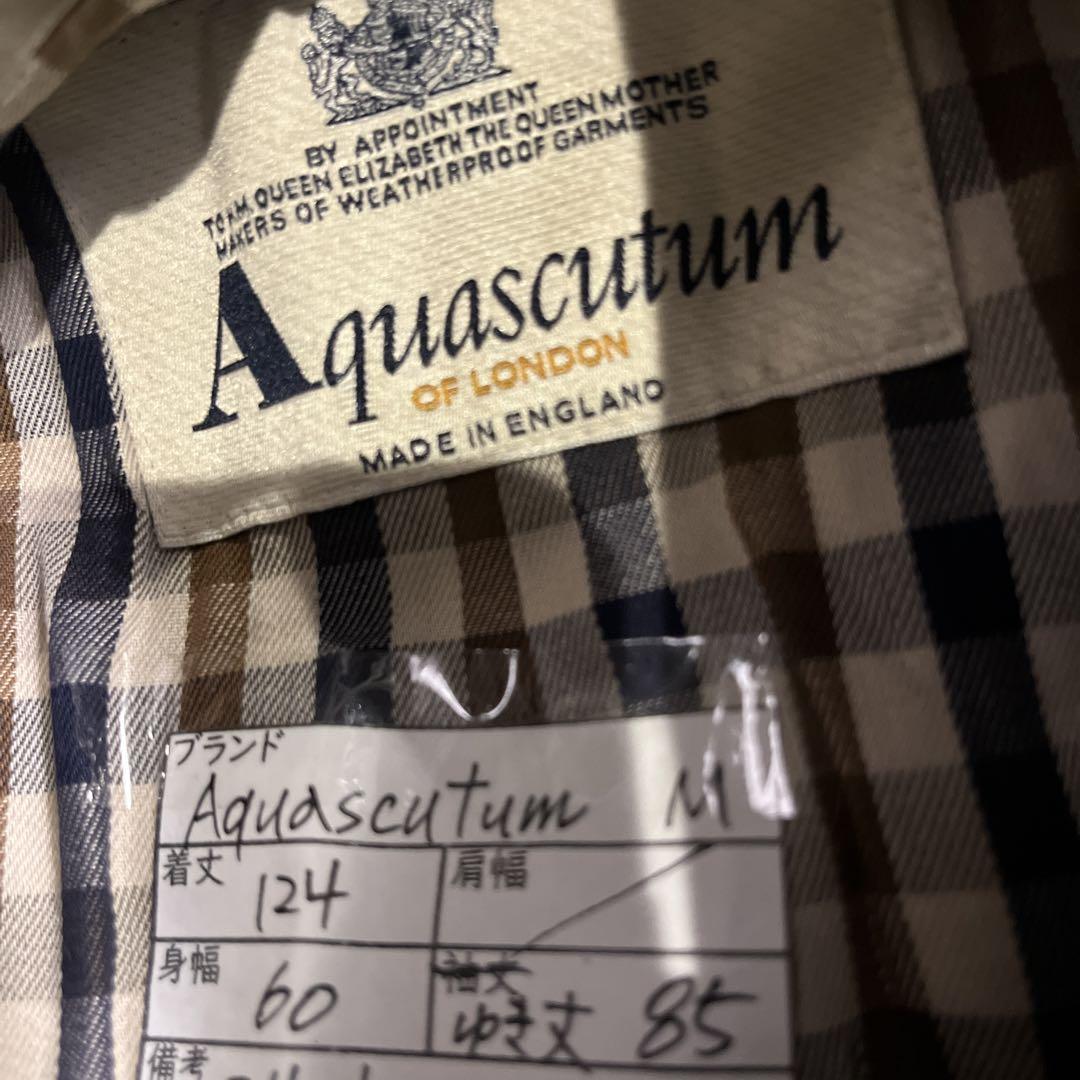 BY APPOINTMENT
TO H.M. QUEEN ELIZABETH THE QUEEN MOTHER
MAKERS OF WEATHERPROOF GARMENTS
Aquascutum
OF LONDON
MADE IN ENGLAND
ブランド
Aquascutum M
着丈 124 肩幅
身幅 60 袖丈 ゆき丈 85
備考